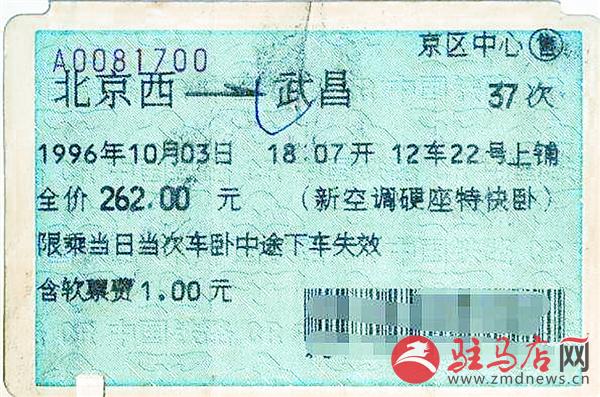 京区中心 售
A0081700
北京西 → 武昌 37次
1996年10月03日 18:07开 12车22号上铺
全价 262.00 元 （新空调硬座特快卧）
限乘当日当次车卧中途下车失效
含软票费1.00元
驻马店网
www.zmdnews.cn